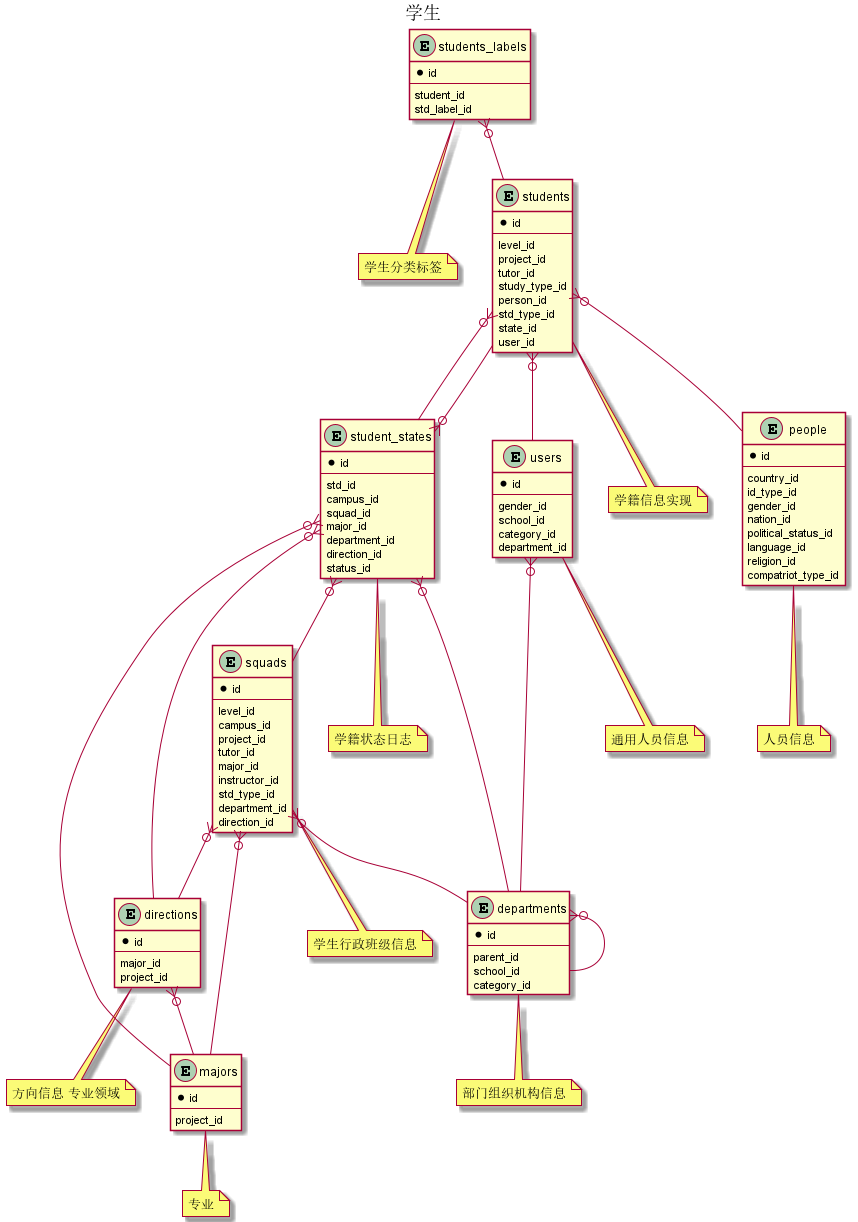 学生
E students_labels
id
student_id
std_label_id
E students
id
level_id
project_id
tutor_id
study_type_id
person_id
std_type_id
state_id
user_id
学生分类标签
E student_states
id
std_id
campus_id
squad_id
major_id
department_id
direction_id
status_id
E users
id
gender_id
school_id
category_id
department_id
学籍信息实现
E people
id
country_id
id_type_id
gender_id
nation_id
political_status_id
language_id
religion_id
compatriot_type_id
E squads
id
level_id
campus_id
project_id
tutor_id
major_id
instructor_id
std_type_id
department_id
direction_id
学籍状态日志
通用人员信息
人员信息
E directions
id
major_id
project_id
学生行政班级信息
E departments
id
parent_id
school_id
category_id
E majors
id
project_id
方向信息 专业领域
部门组织机构信息
专业